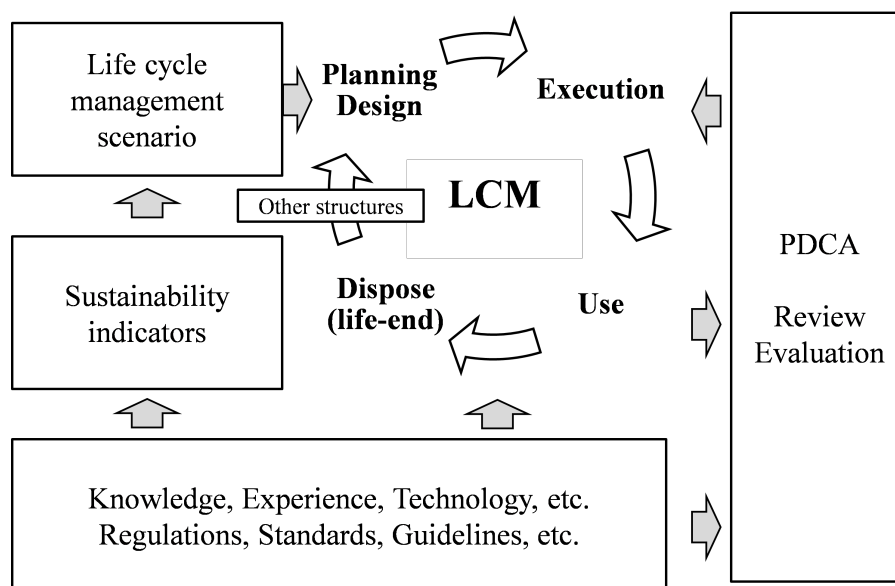 Life cycle
management
scenario
Planning
Design
Execution
Other structures
LCM
Sustainability
indicators
Dispose
(life-end)
Use
PDCA
Review
Evaluation
Knowledge, Experience, Technology, etc.
Regulations, Standards, Guidelines, etc.